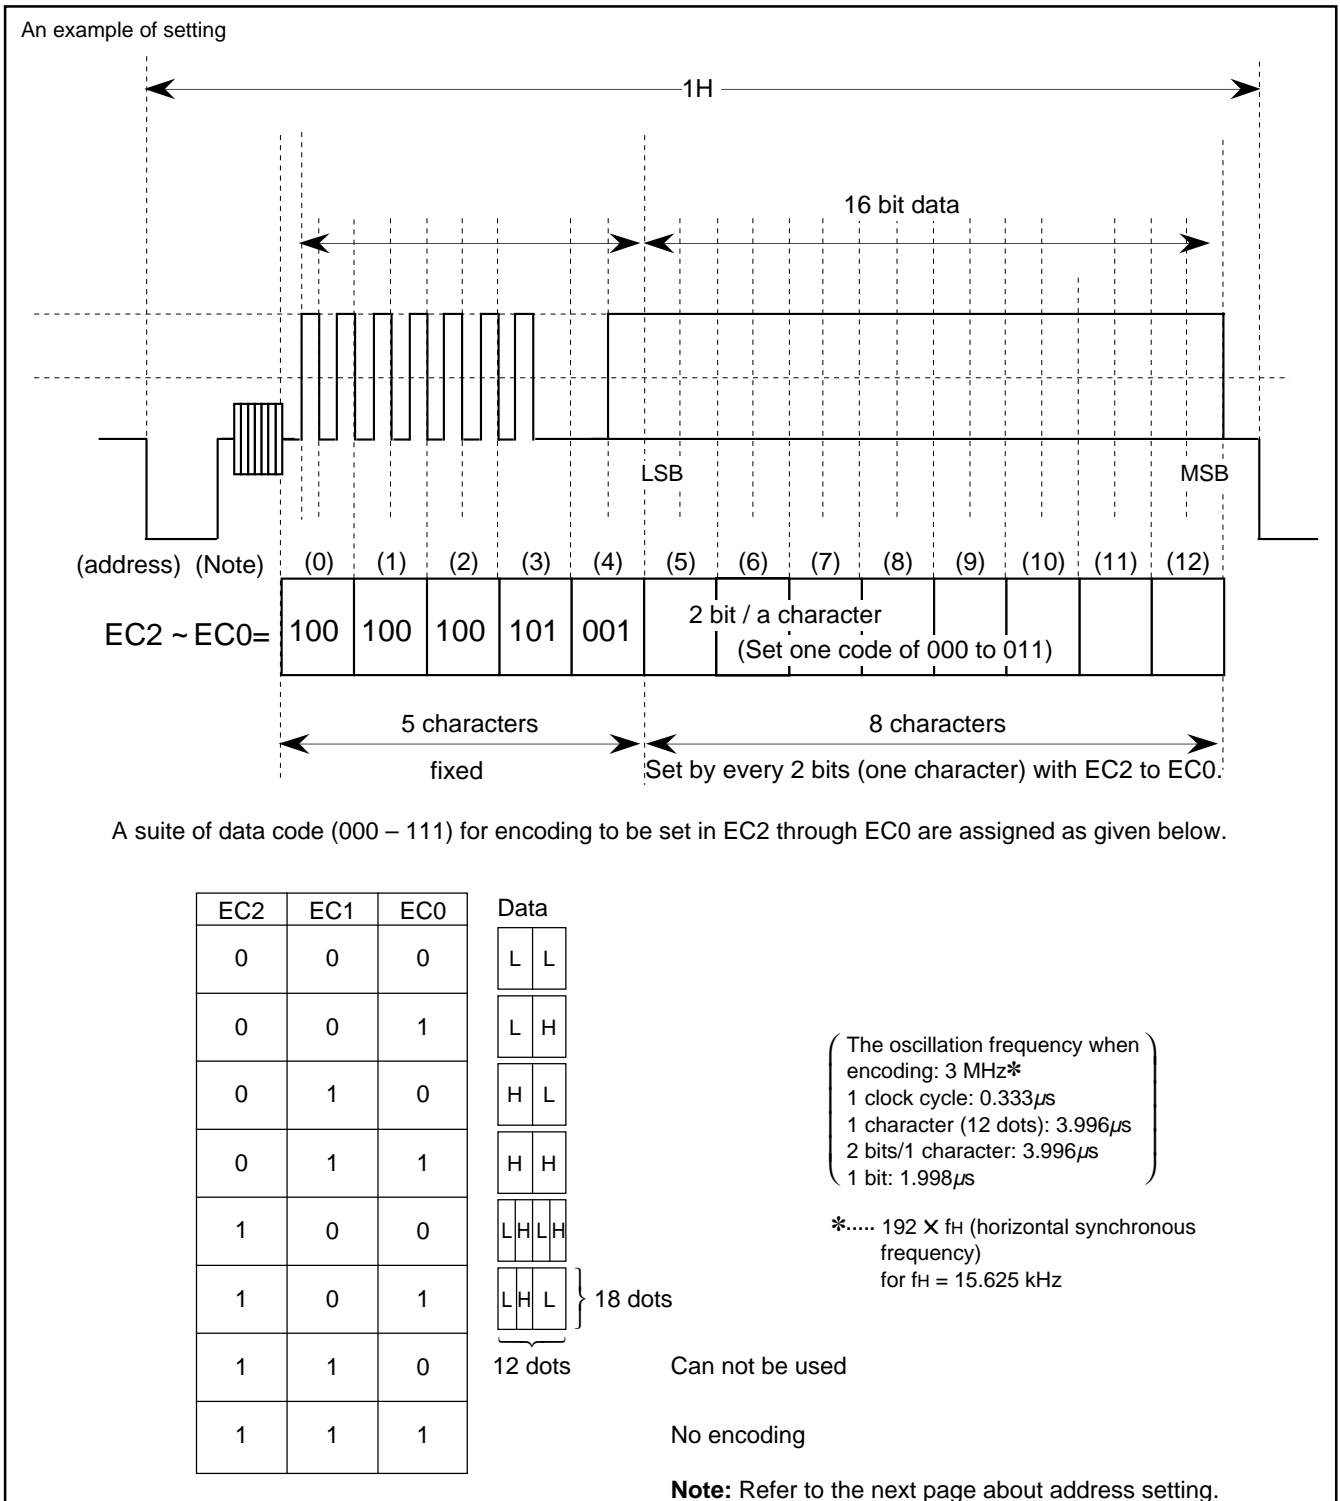 An example of setting
1H
16 bit data
LSB MSB
(address) (Note) (0) (1) (2) (3) (4) (5) (6) (7) (8) (9) (10) (11) (12)
EC2 ~ EC0= 100 100 100 101 001
2 bit / a character
(Set one code of 000 to 011)
5 characters 8 characters
fixed Set by every 2 bits (one character) with EC2 to EC0.
A suite of data code (000 – 111) for encoding to be set in EC2 through EC0 are assigned as given below.
EC2 EC1 EC0 Data
0 0 0 L L
0 0 1 L H
0 1 0 H L
0 1 1 H H
1 0 0 L H L H
1 0 1 L H L 18 dots
1 1 0 12 dots Can not be used
1 1 1 No encoding
The oscillation frequency when
encoding: 3 MHz*
1 clock cycle: 0.333µs
1 character (12 dots): 3.996µs
2 bits/1 character: 3.996µs
1 bit: 1.998µs
*..... 192 X fH (horizontal synchronous
frequency)
for fH = 15.625 kHz
Note: Refer to the next page about address setting.